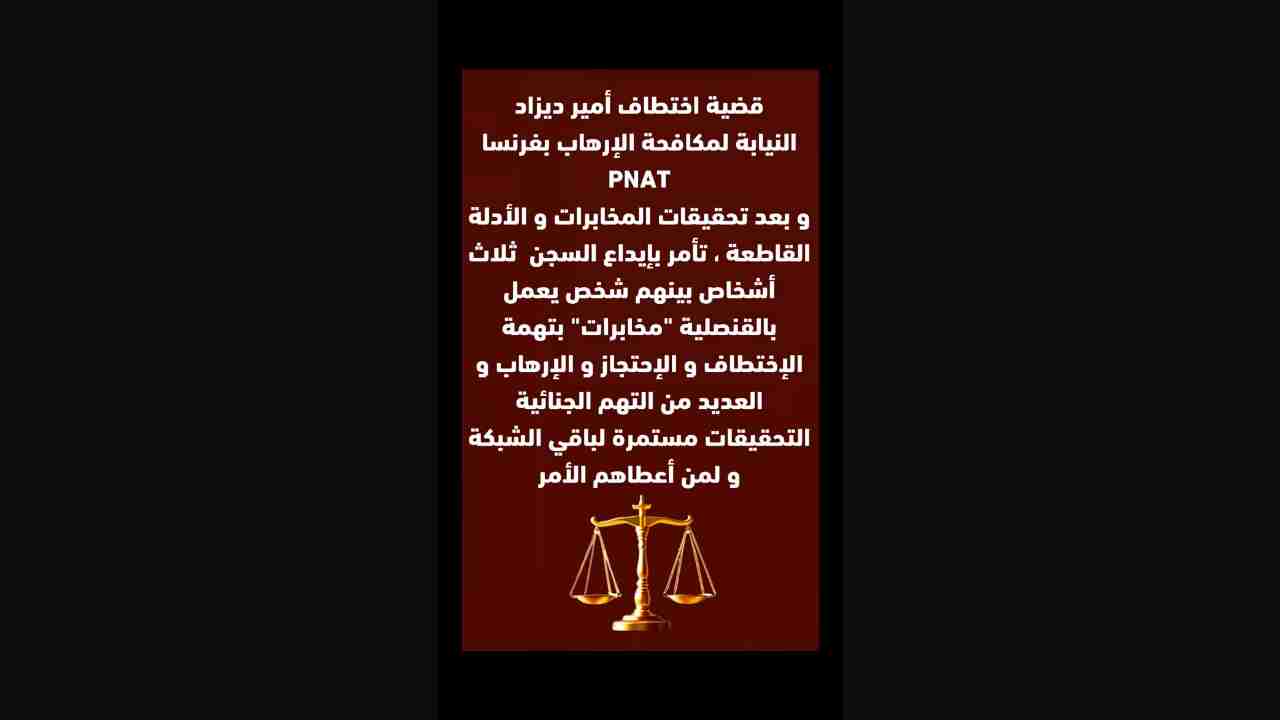 قضية اختطاف أمير ديزاد
النيابة لمكافحة الإرهاب بفرنسا
PNAT
و بعد تحقيقات المخابرات و الأدلة
القاطعة ، تأمر بإيداع السجن ثلاث
أشخاص بينهم شخص يعمل
بالقنصلية "مخابرات" بتهمة
الإختطاف و الإحتجاز و الإرهاب و
العديد من التهم الجنائية
التحقيقات مستمرة لباقي الشبكة
و لمن أعطاهم الأمر